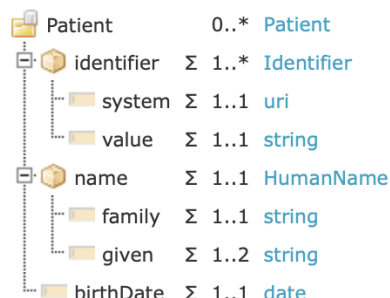 Patient 0..* Patient
identifier Σ 1..* Identifier
system Σ 1..1 uri
value Σ 1..1 string
name Σ 1..1 HumanName
family Σ 1..1 string
given Σ 1..2 string
birthDate Σ 1..1 date